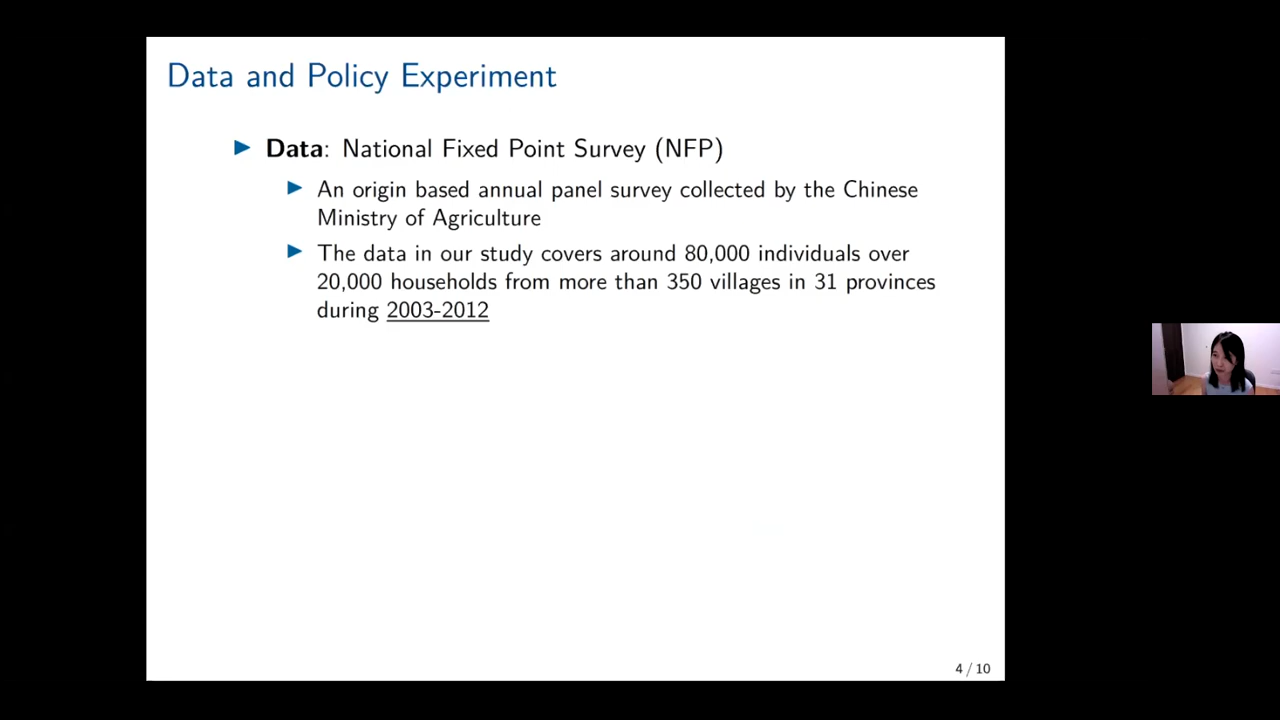 Data and Policy Experiment
Data: National Fixed Point Survey (NFP)
An origin based annual panel survey collected by the Chinese
Ministry of Agriculture
The data in our study covers around 80,000 individuals over
20,000 households from more than 350 villages in 31 provinces
during 2003-2012
4 / 10